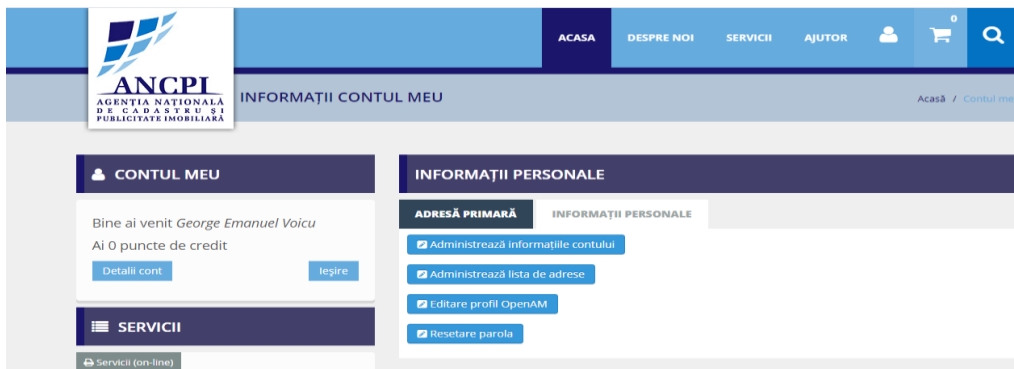 ACASA
DESPRE NOI
SERVICII
AJUTOR
0
ANCPI
AGENȚIA NAȚIONALĂ
DE CADASTRU ȘI
PUBLICITATE IMOBILIARĂ
INFORMAȚII CONTUL MEU
Acasă / Contul me
CONTUL MEU
Bine ai venit George Emanuel Voicu
Ai 0 puncte de credit
Detalii cont
Ieșire
SERVICII
Servicii (on-line)
INFORMAȚII PERSONALE
ADRESĂ PRIMARĂ
INFORMAȚII PERSONALE
Administrează informațiile contului
Administrează lista de adrese
Editare profil OpenAM
Resetare parola